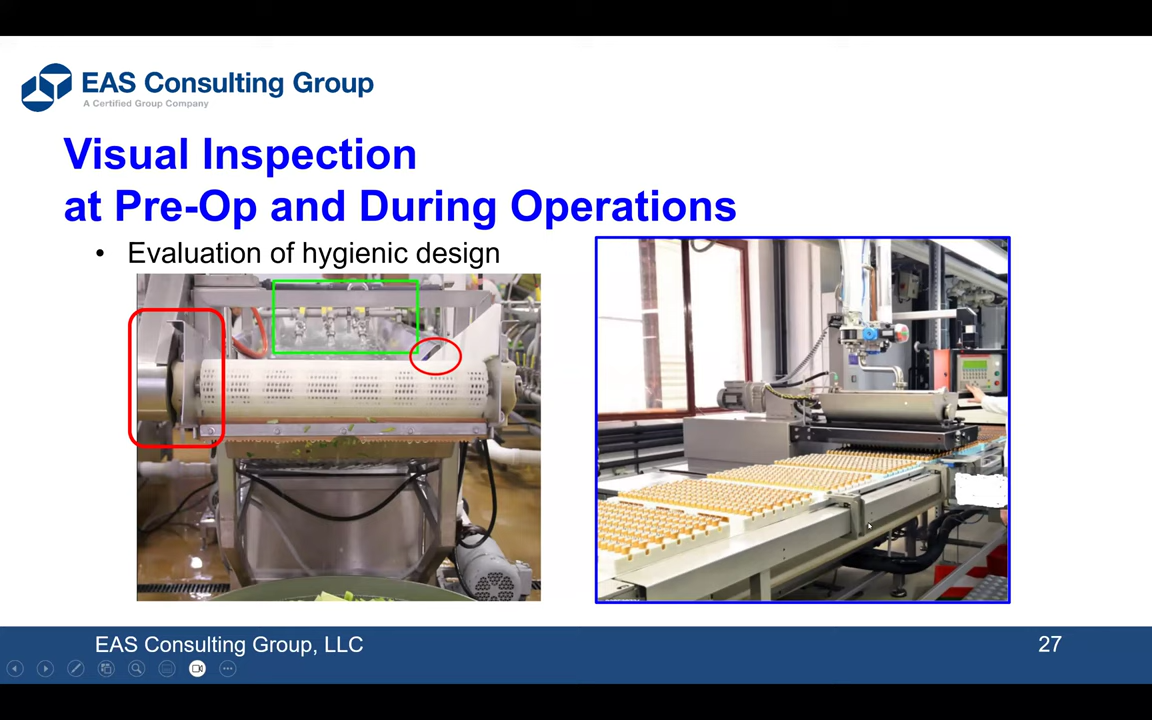 EAS Consulting Group
A Certified Group Company
Visual Inspection
at Pre-Op and During Operations
• Evaluation of hygienic design
EAS Consulting Group, LLC
27